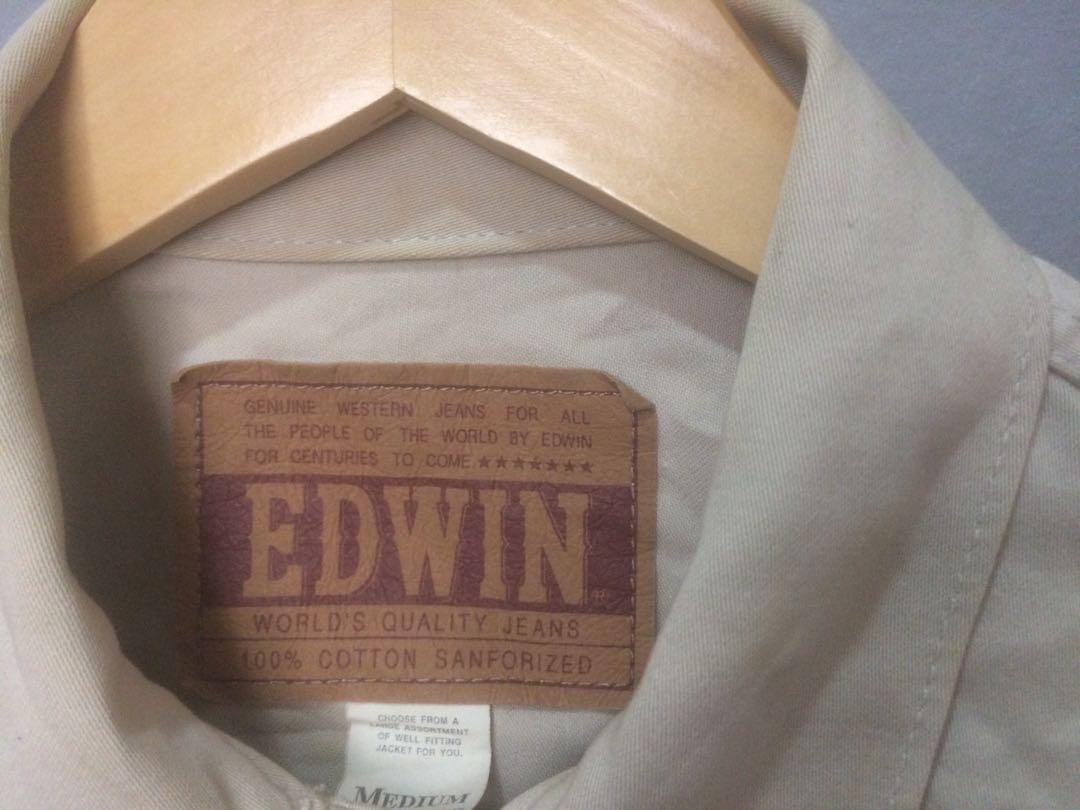 GENUINE WESTERN JEANS FOR ALL
THE PEOPLE OF THE WORLD BY EDWIN
FOR CENTURIES TO COME ★★★★★★★
EDWIN®
WORLD'S QUALITY JEANS
100% COTTON SANFORIZED
CHOOSE FROM A
LARGE ASSORTMENT
OF WELL FITTING
JACKET FOR YOU.
MEDIUM